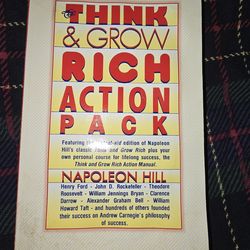 THINK
& GROW
RICH
ACTION
PACK
Featuring the text-aid edition of Napoleon
Hill's classic Think and Grow Rich plus your
own personal course for lifelong success, the
Think and Grow Rich Action Manual.
NAPOLEON HILL
Henry Ford - John D. Rockefeller - Theodore
Roosevelt - William Jennings Bryan - Clarence
Darrow - Alexander Graham Bell - William
Howard Taft - and hundreds of others founded
their success on Andrew Carnegie's philosophy
of success.